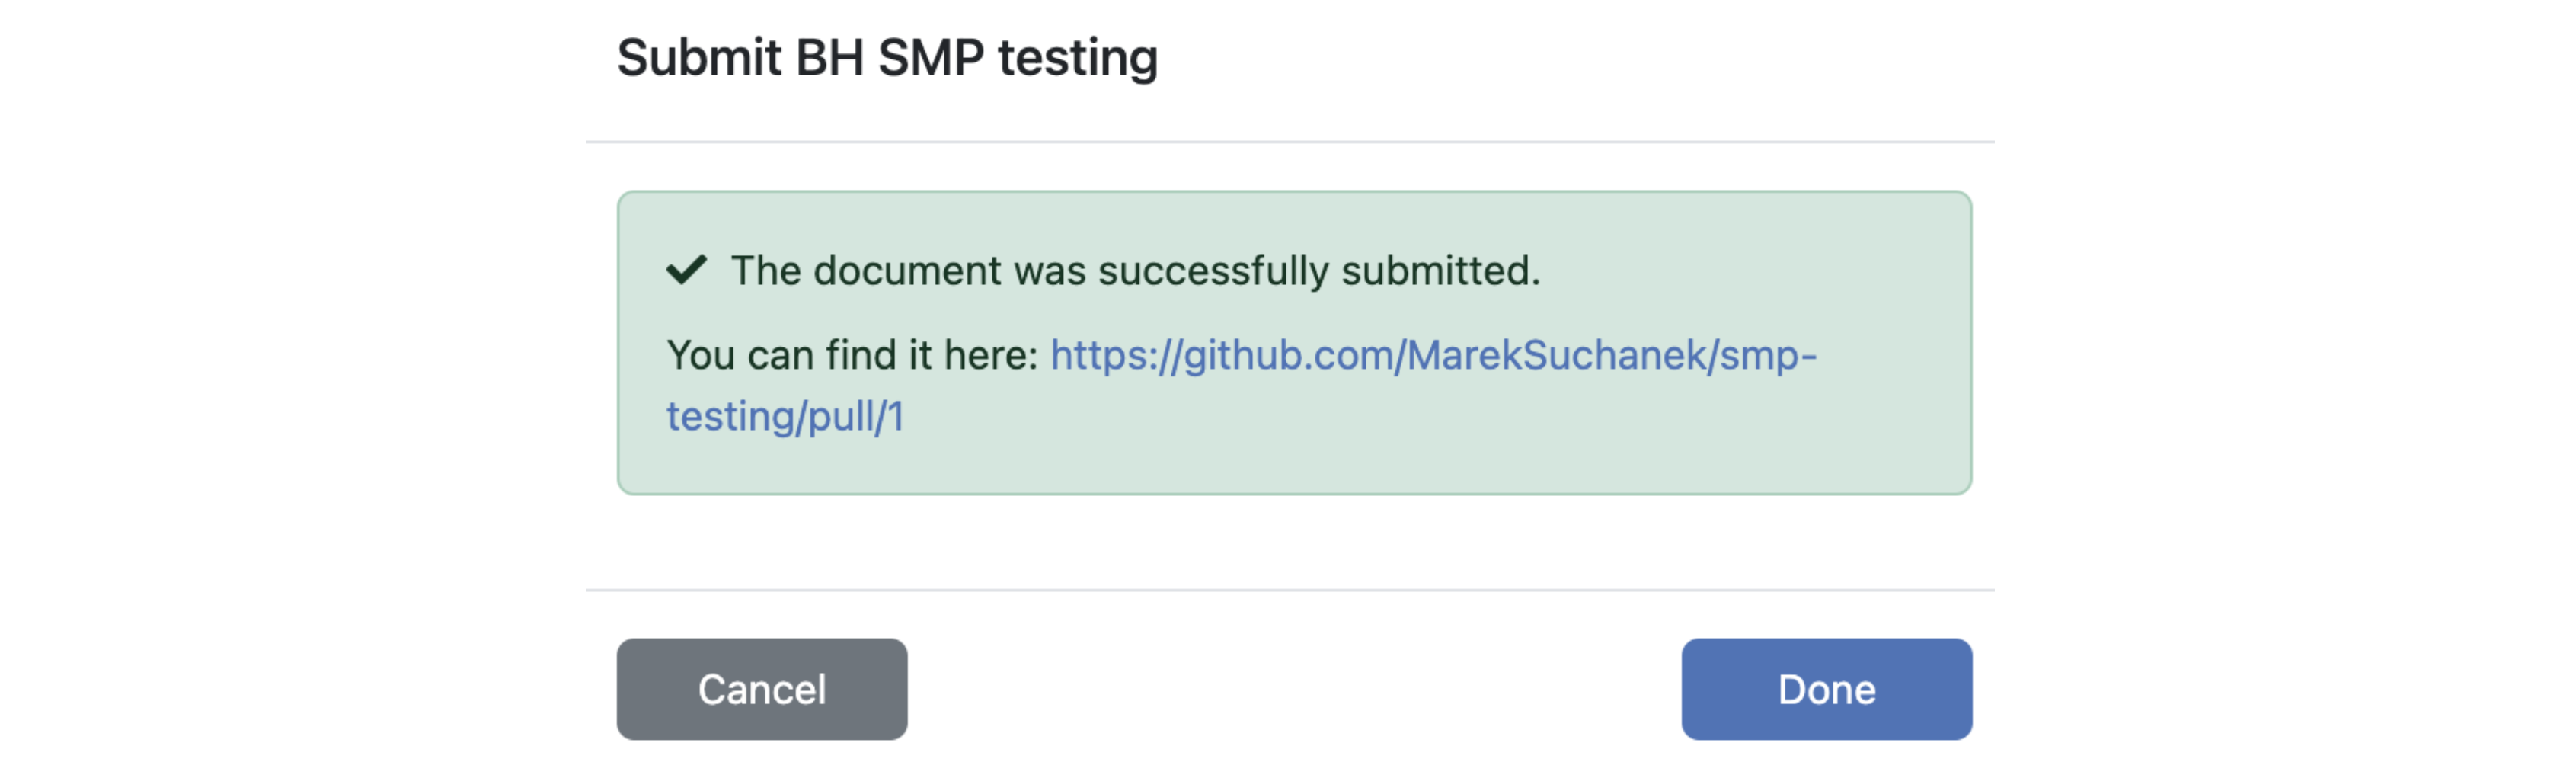 Submit BH SMP testing
The document was successfully submitted.
You can find it here: https://github.com/MarekSuchanek/smp-
testing/pull/1
Cancel
Done